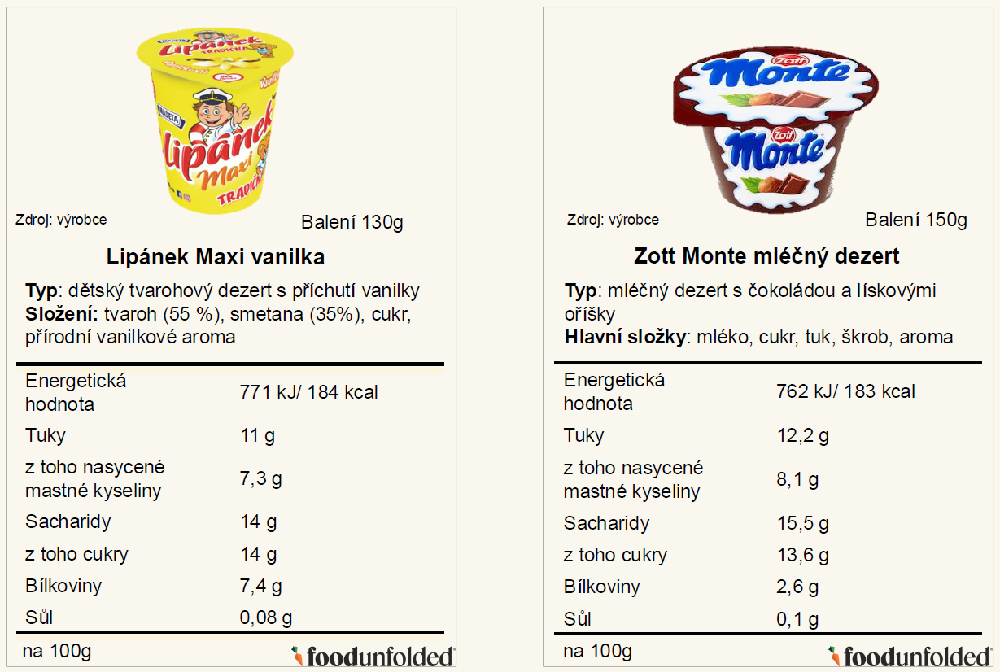 MADETA
Lipánek
TRADIČNÍ
MADETA
Lipánek
Maxi
TRADIČNÍ
Zdroj: výrobce
Balení 130g
Lipánek Maxi vanilka
Typ: dětský tvarohový dezert s příchutí vanilky
Složení: tvaroh (55 %), smetana (35%), cukr,
přírodní vanilkové aroma
Energetická
hodnota
771 kJ/ 184 kcal
Tuky 11 g
z toho nasycené
mastné kyseliny
7,3 g
Sacharidy 14 g
z toho cukry 14 g
Bílkoviny 7,4 g
Sůl 0,08 g
na 100g
foodunfolded
Zott
Monte
Zott
Monte
Zdroj: výrobce
Balení 150g
Zott Monte mléčný dezert
Typ: mléčný dezert s čokoládou a lískovými
oříšky
Hlavní složky: mléko, cukr, tuk, škrob, aroma
Energetická
hodnota
762 kJ/ 183 kcal
Tuky 12,2 g
z toho nasycené
mastné kyseliny
8,1 g
Sacharidy 15,5 g
z toho cukry 13,6 g
Bílkoviny 2,6 g
Sůl 0,1 g
na 100g
foodunfolded